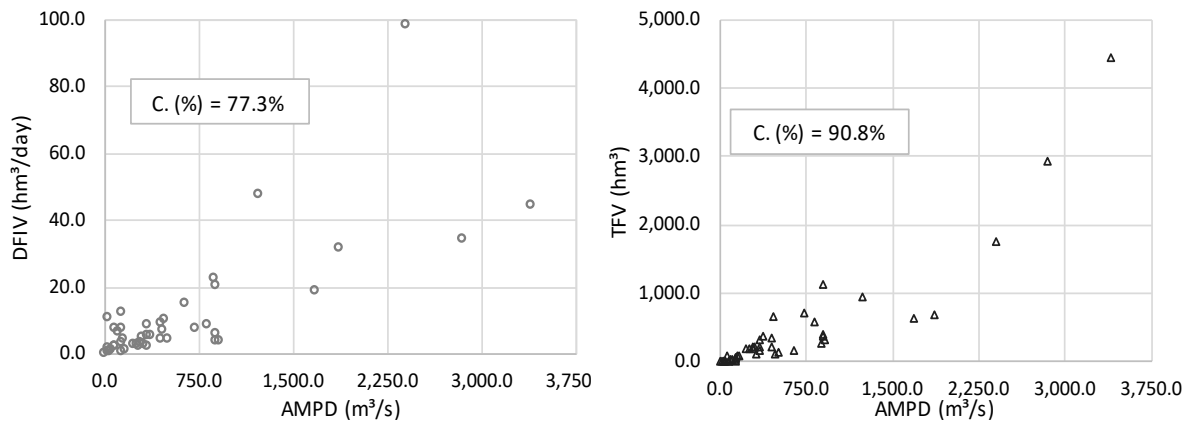 100.0
80.0
60.0
40.0
20.0
0.0
DFIV (hm³/day)
C. (%) = 77.3%
0.0 750.0 1,500.0 2,250.0 3,000.0 3,750
AMPD (m³/s)
5,000.0
4,000.0
3,000.0
2,000.0
1,000.0
0.0
TFV (hm³)
C. (%) = 90.8%
0.0 750.0 1,500.0 2,250.0 3,000.0 3,750.0
AMPD (m³/s)